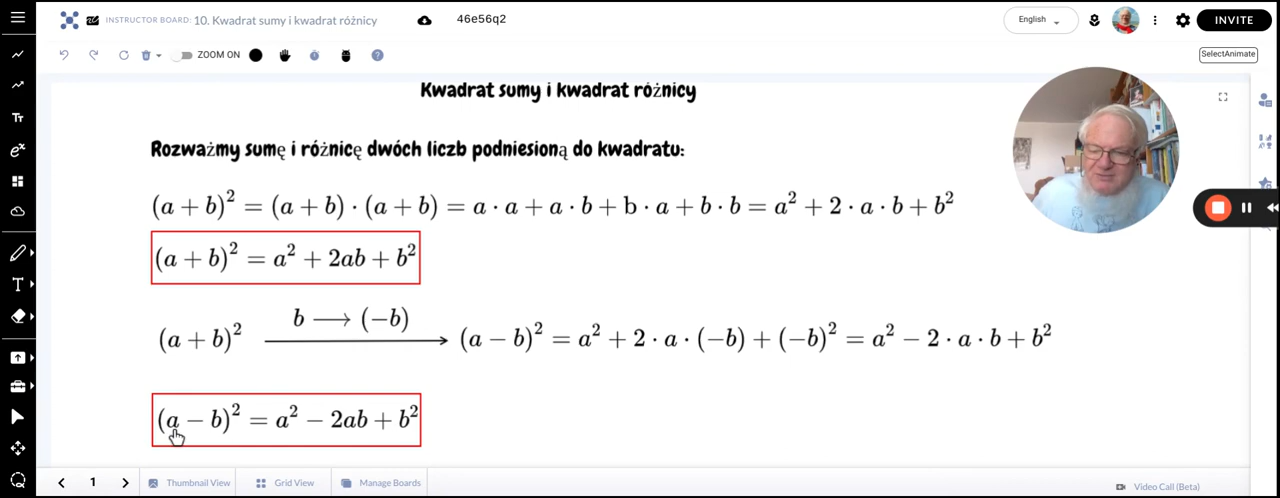 INSTRUCTOR BOARD: 10. Kwadrat sumy i kwadrat różnicy
46e56q2
English
INVITE
ZOOM ON
SelectAnimate
Kwadrat sumy i kwadrat różnicy
Rozważmy sumę i różnicę dwóch liczb podniesioną do kwadratu:
(a + b)² = (a + b) · (a + b) = a · a + a · b + b · a + b · b = a² + 2 · a · b + b²
(a + b)² = a² + 2ab + b²
b ⟶ (−b)
(a + b)² ⟶ (a − b)² = a² + 2 · a · (−b) + (−b)² = a² − 2 · a · b + b²
(a − b)² = a² − 2ab + b²
1
Thumbnail View
Grid View
Manage Boards
Video Call (Beta)
Tт
eˣ
T